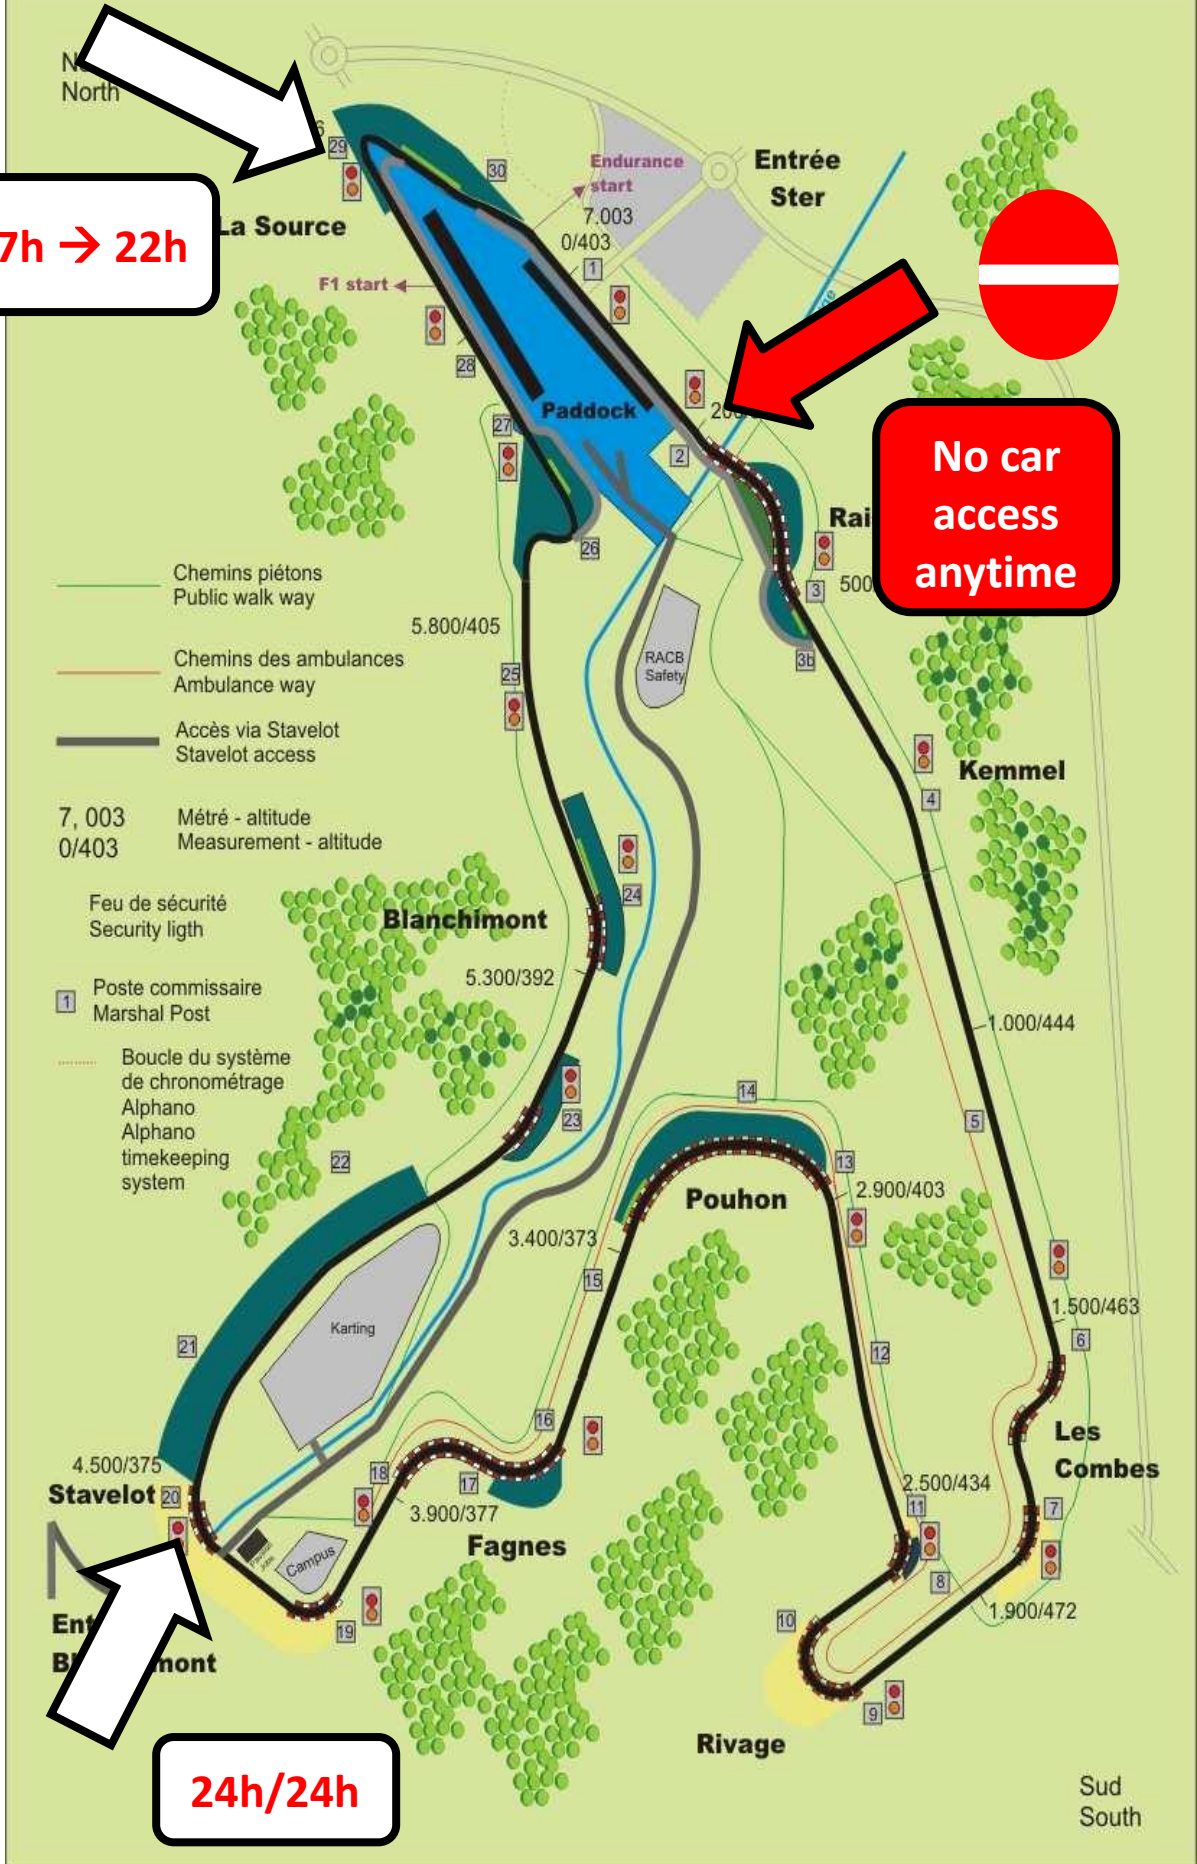 North
29
30
Endurance
start
Entrée
Ster
7.003
0/403
1
La Source
7h → 22h
F1 start
28
27
Paddock
2
No car
access
anytime
26
3
3b
Chemins piétons
Public walk way
5.800/405
RACB
Safety
Chemins des ambulances
Ambulance way
25
Accès via Stavelot
Stavelot access
Kemmel
4
7, 003
0/403
Métré - altitude
Measurement - altitude
24
Feu de sécurité
Security ligth
Blanchimont
5.300/392
1
Poste commissaire
Marshal Post
1.000/444
Boucle du système
de chronométrage
Alphano
Alphano
timekeeping
system
14
5
23
22
13
Pouhon
2.900/403
3.400/373
15
1.500/463
Karting
21
12
6
16
Les
Combes
4.500/375
Stavelot
20
18
17
3.900/377
2.500/434
11
7
Fagnes
Campus
8
10
1.900/472
19
9
Rivage
24h/24h
Sud
South